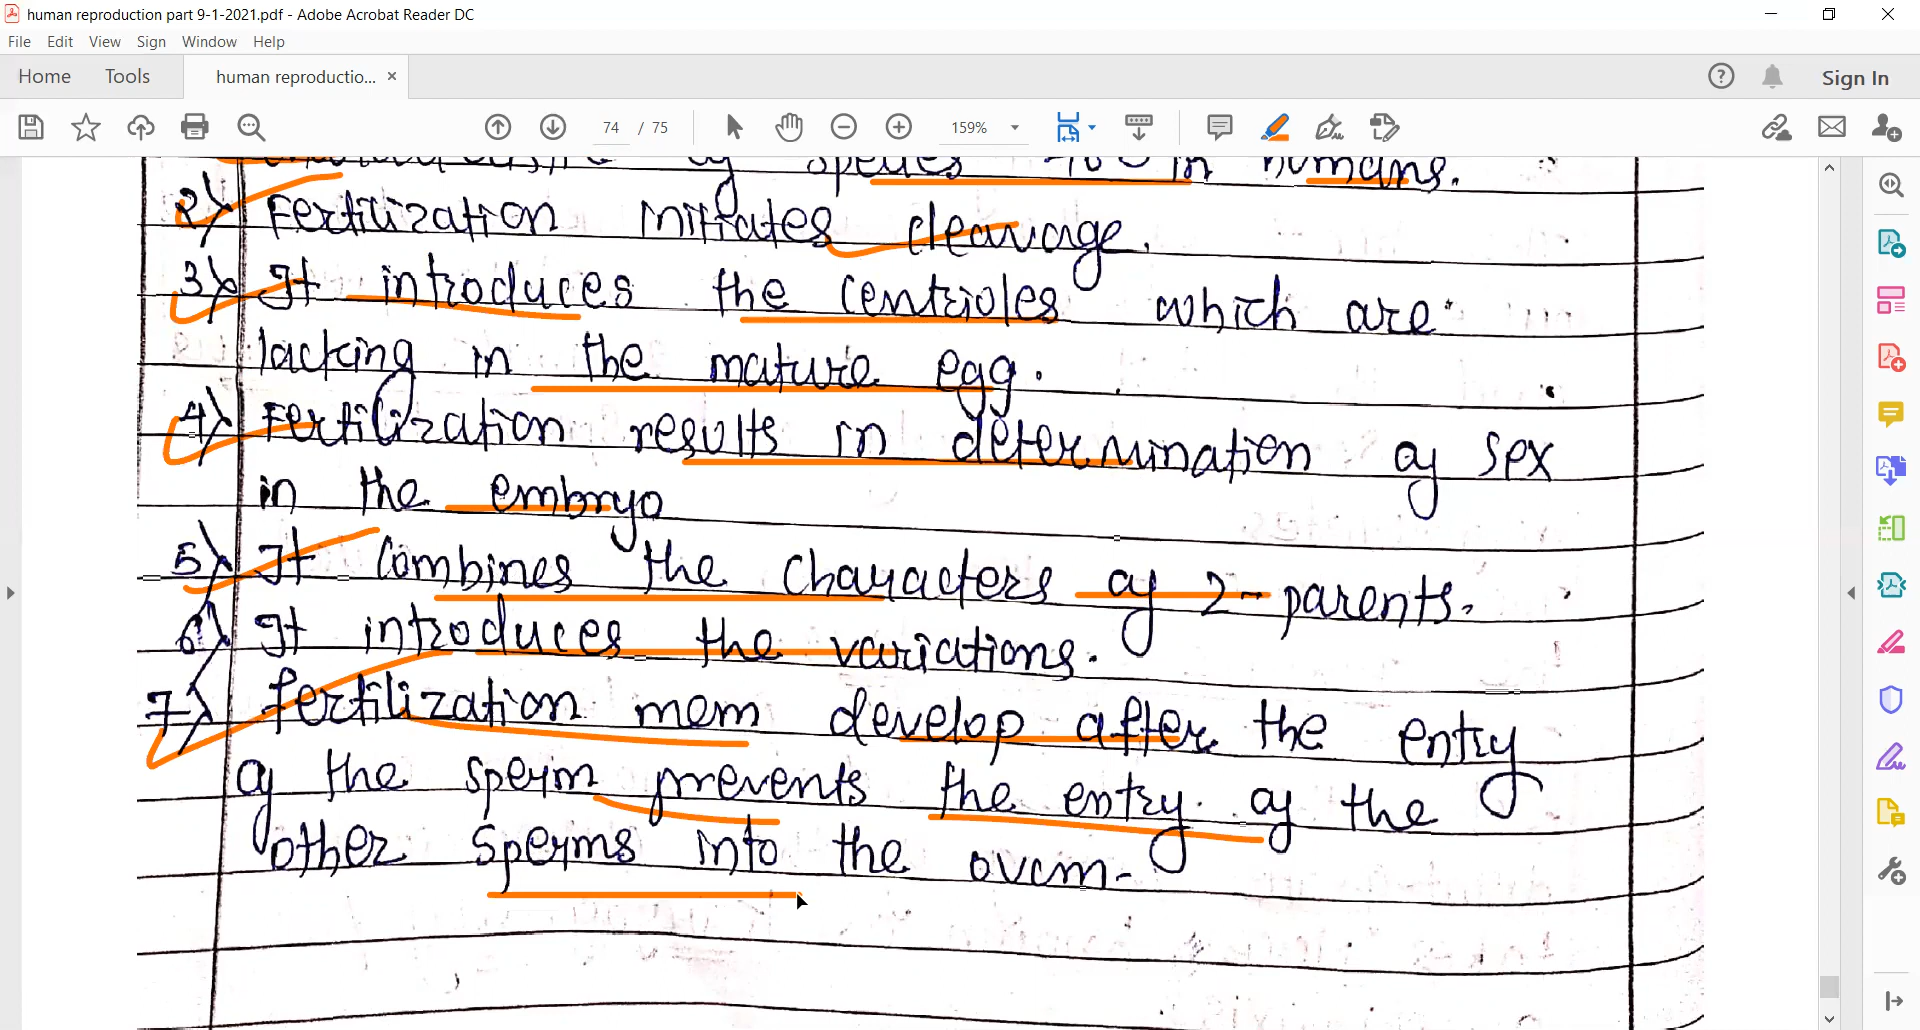 human reproduction part 9-1-2021.pdf - Adobe Acrobat Reader DC
File Edit View Sign Window Help
Home Tools human reproductio... × Sign In
74 / 75 159%
of species in humans.
2) Fertilization initiates cleavage.
3) It introduces the centrioles which are
lacking in the mature egg.
4) Fertilization results in determination of sex
in the embryo
5) It Combines the characters of 2-parents.
6) It introduces the variations.
7) fertilization mem develop after the entry
of the sperm prevents the entry of the
other sperms into the ovum-